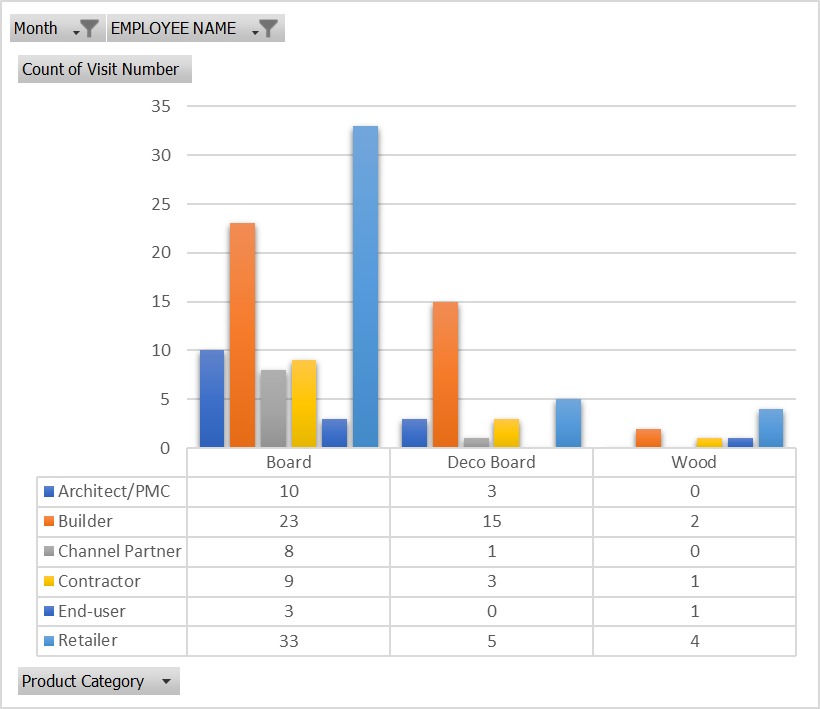 Month EMPLOYEE NAME
Count of Visit Number
35
30
25
20
15
10
5
0
Board Deco Board Wood
Architect/PMC 10 3 0
Builder 23 15 2
Channel Partner 8 1 0
Contractor 9 3 1
End-user 3 0 1
Retailer 33 5 4
Product Category